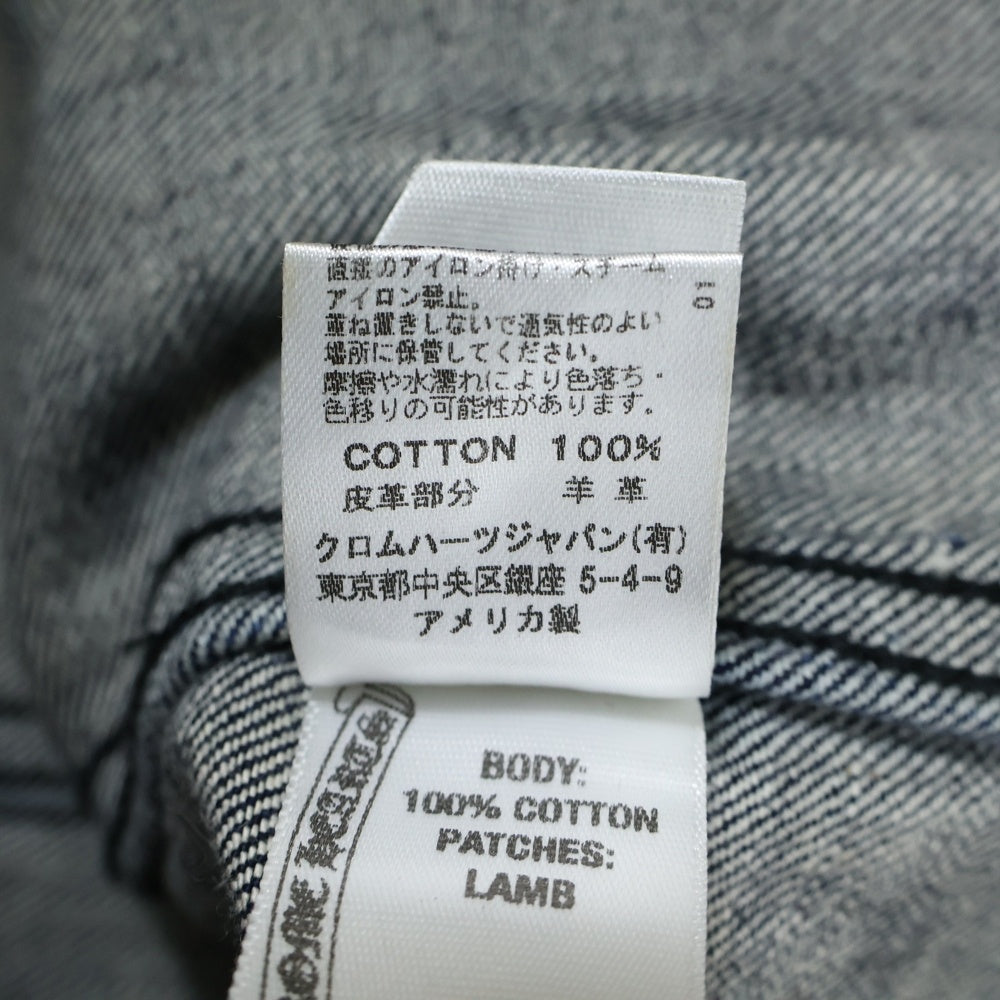 直接のアイロン掛け・スチーム
アイロン禁止。
重ね置きしないで通気性のよい
場所に保管してください。
摩擦や水濡れにより色落ち・
色移りの可能性があります。
COTTON 100%
皮革部分 羊革
クロムハーツジャパン(有)
東京都中央区銀座 5-4-9
アメリカ製
01
BODY:
100% COTTON
PATCHES:
LAMB